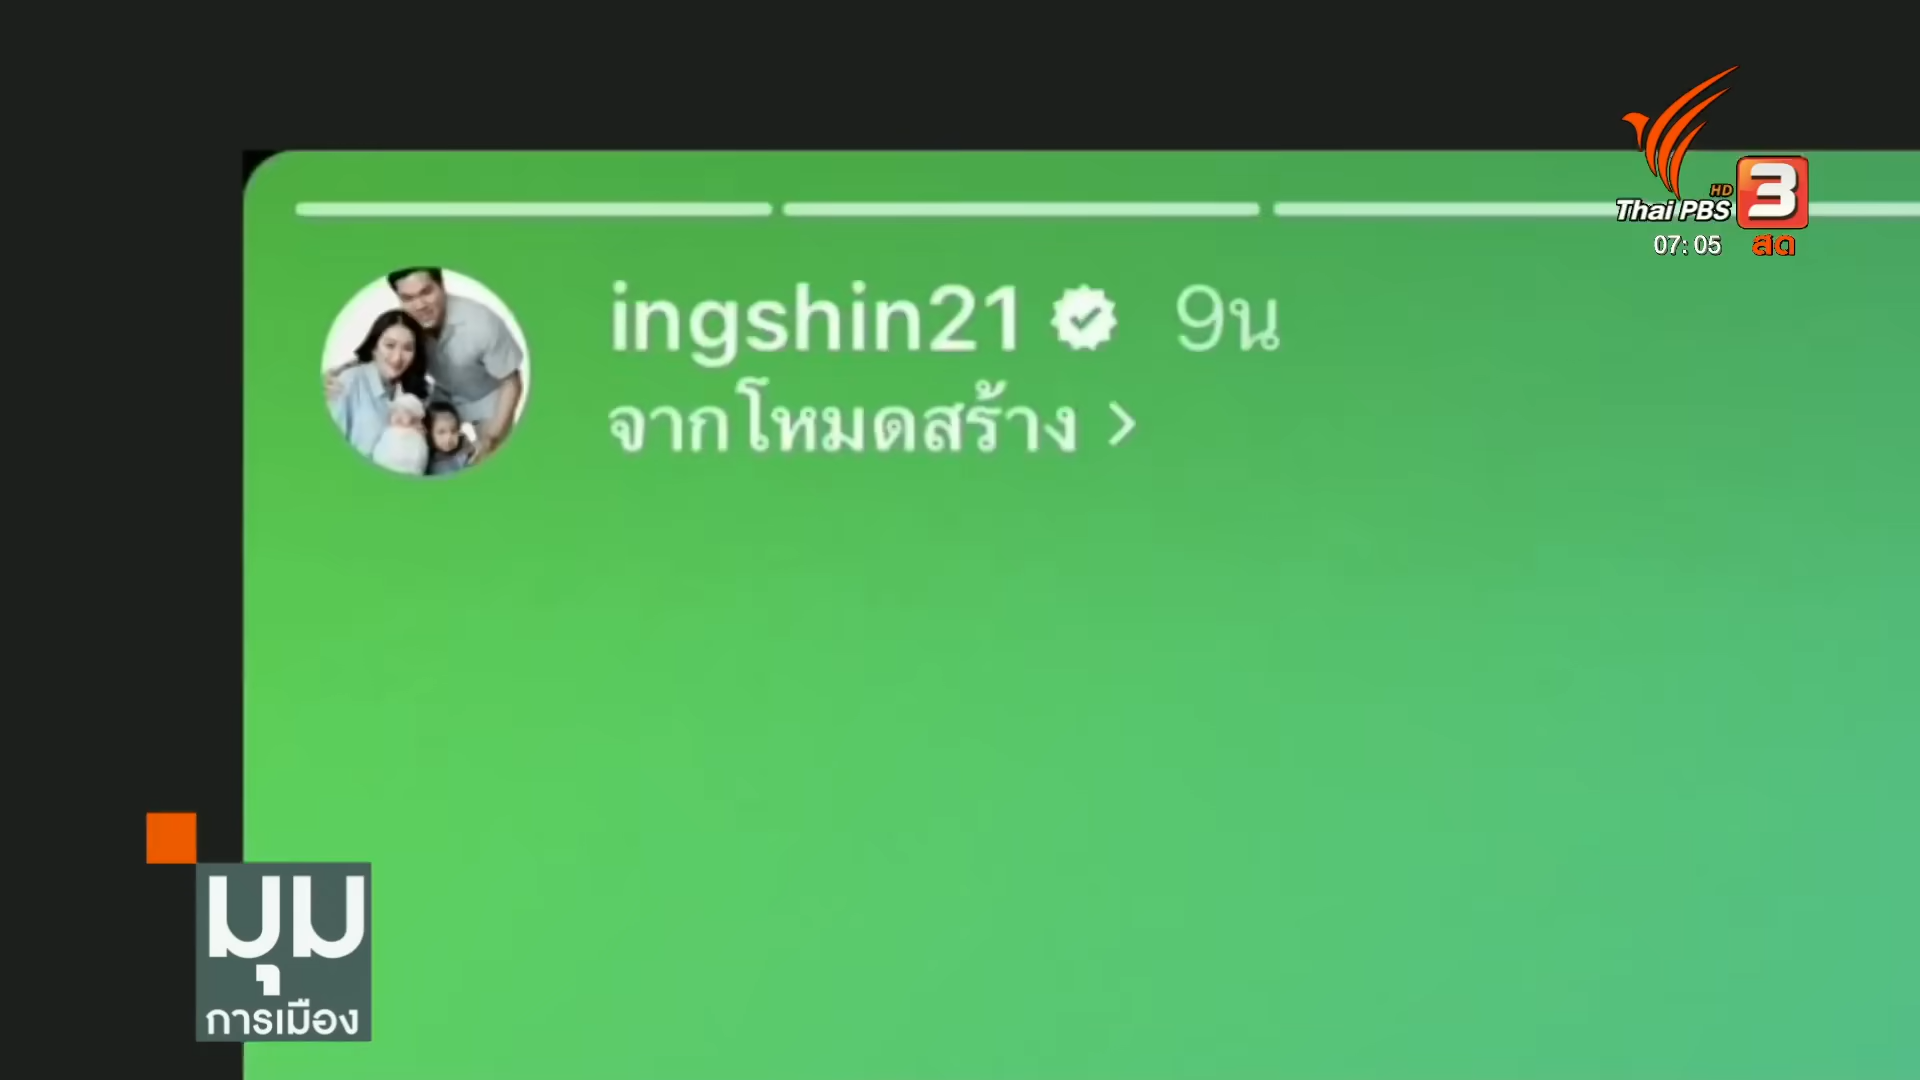 HD
Thai PBS 3
07: 05 สด
ingshin21 9น
จากโหมดสร้าง >
มุม
การเมือง